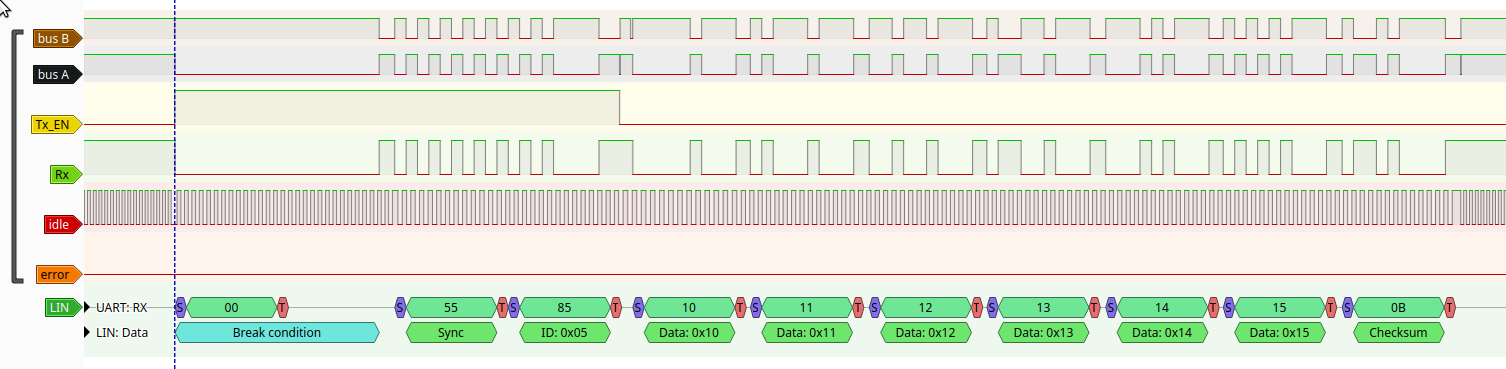 bus B
bus A
Tx_EN
Rx
idle
error
LIN UART: RX S 00 T S 55 T S 85 T S 10 T S 11 T S 12 T S 13 T S 14 T S 15 T S 0B T
LIN: Data Break condition Sync ID: 0x05 Data: 0x10 Data: 0x11 Data: 0x12 Data: 0x13 Data: 0x14 Data: 0x15 Checksum